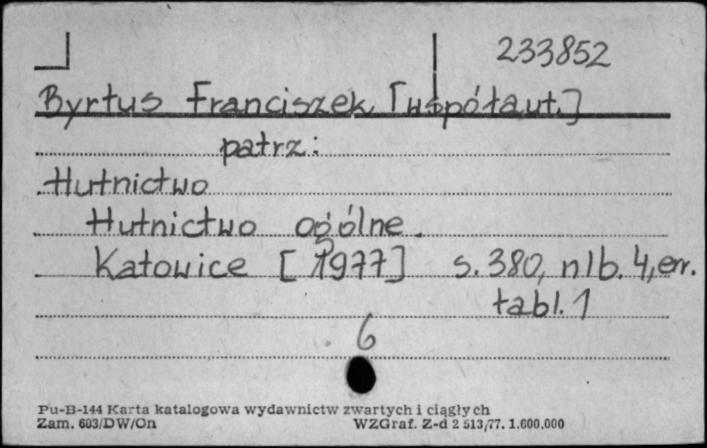 233852
Byrtus Franciszek [współaut.]
patrz:
Hutnictwo
Hutnictwo ogólne.
Katowice [1977] s. 380, nlb. 4, err.
tabl. 1
6
Pu-B-144 Karta katalogowa wydawnictw zwartych i ciągłych
Zam. 603/DW/On WZGraf. Z-d 2 513/77. 1.600.000